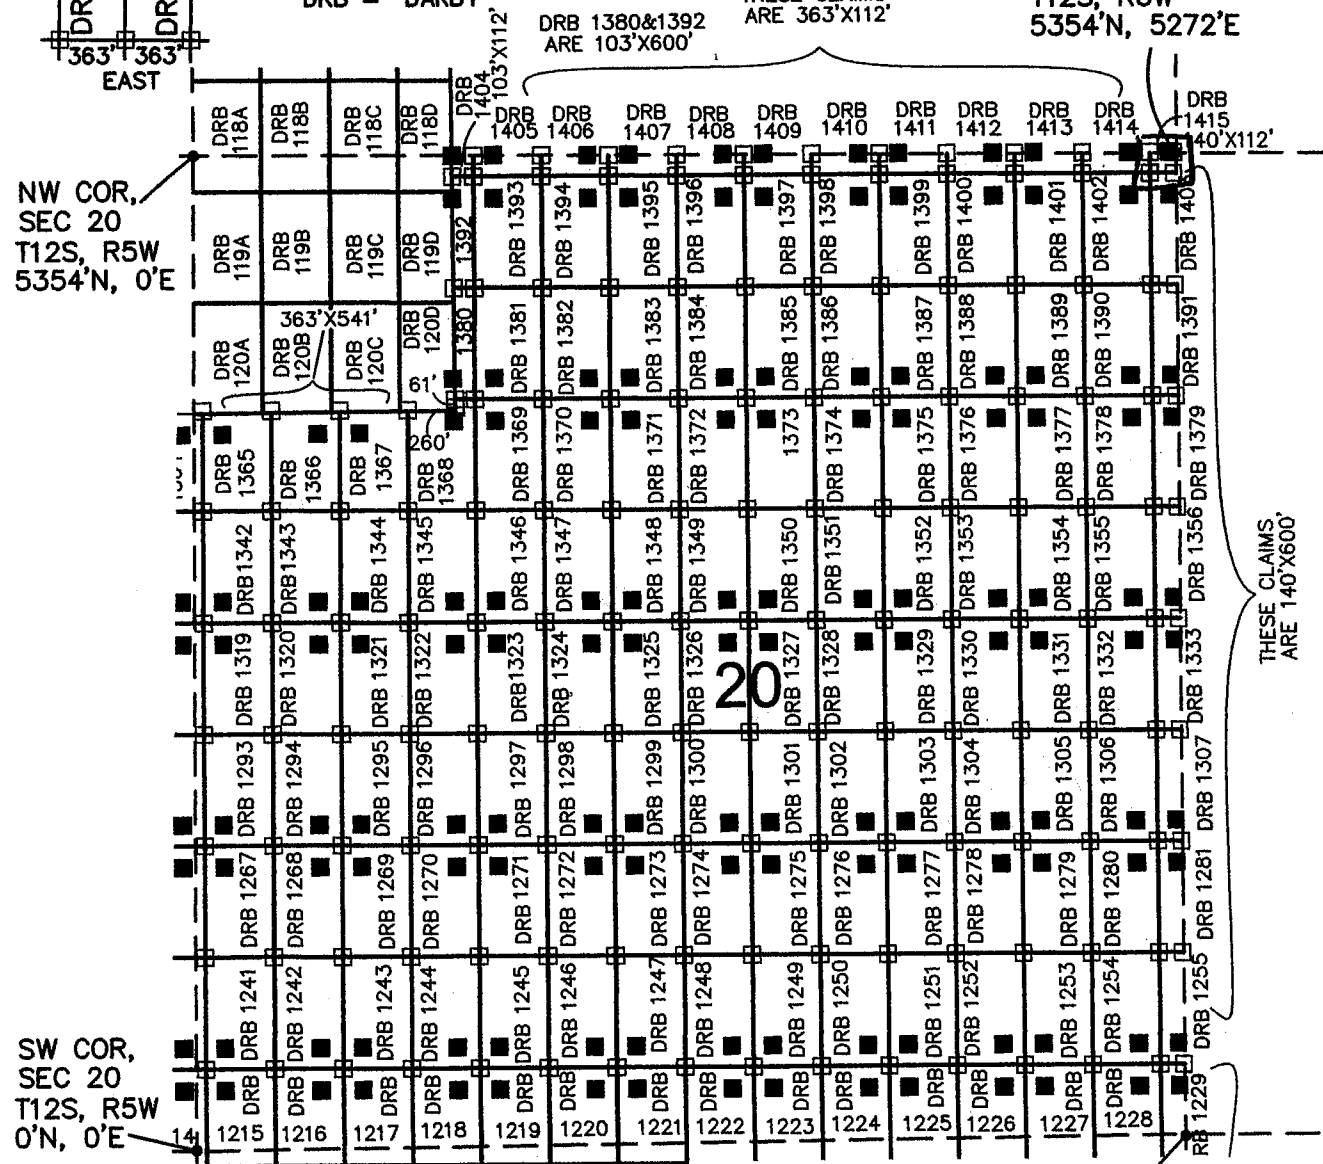 DR
DR
DRB = DARBY
363' 363'
EAST
DRB
1404
103'X112'
DRB 1380&1392
ARE 103'X600'
THESE CLAIMS
ARE 363'X112'
T12S, R5W
5354'N, 5272'E
DRB
118A
DRB
118B
DRB
118C
DRB
118D
DRB
1405
DRB
1406
DRB
1407
DRB
1408
DRB
1409
DRB
1410
DRB
1411
DRB
1412
DRB
1413
DRB
1414
DRB
1415
140'X112'
NW COR,
SEC 20
T12S, R5W
5354'N, 0'E
DRB
119A
DRB
119B
DRB
119C
DRB
119D
1392
DRB 1393
DRB 1394
DRB 1395
DRB 1396
DRB 1397
DRB 1398
DRB 1399
DRB 1400
DRB 1401
DRB 1402
DRB 1403
363'X541'
DRB
120A
DRB
120B
DRB
120C
DRB
120D
1380
DRB 1381
DRB 1382
DRB 1383
DRB 1384
DRB 1385
DRB 1386
DRB 1387
DRB 1388
DRB 1389
DRB 1390
DRB 1391
61'
260'
DRB
1365
DRB
1366
DRB
1367
DRB
1368
DRB 1369
DRB 1370
DRB 1371
DRB 1372
1373
DRB 1374
DRB 1375
DRB 1376
DRB 1377
DRB 1378
DRB 1379
DRB1342
DRB1343
DRB 1344
DRB 1345
DRB 1346
DRB 1347
DRB 1348
DRB 1349
DRB 1350
DRB 1351
DRB 1352
DRB 1353
DRB 1354
DRB 1355
DRB 1356
THESE CLAIMS
ARE 140'X600'
DRB 1319
DRB 1320
DRB 1321
DRB 1322
DRB1323
DRB 1324
DRB 1325
DRB 1326
20
DRB 1327
DRB 1328
DRB 1329
DRB 1330
DRB 1331
DRB 1332
DRB 1333
DRB 1293
DRB 1294
DRB 1295
DRB 1296
DRB 1297
DRB 1298
DRB 1299
DRB 1300
DRB 1301
DRB 1302
DRB 1303
DRB 1304
DRB 1305
DRB 1306
DRB 1307
DRB 1267
DRB 1268
DRB 1269
DRB 1270
DRB 1271
DRB 1272
DRB 1273
DRB 1274
DRB 1275
DRB 1276
DRB 1277
DRB 1278
DRB 1279
DRB 1280
DRB 1281
DRB 1241
DRB 1242
DRB 1243
DRB 1244
DRB 1245
DRB 1246
DRB 1247
DRB 1248
DRB 1249
DRB 1250
DRB 1251
DRB 1252
DRB 1253
DRB 1254
DRB 1255
SW COR,
SEC 20
T12S, R5W
0'N, 0'E
14
DRB
1215
DRB
1216
DRB
1217
DRB
1218
DRB
1219
DRB
1220
DRB
1221
DRB
1222
DRB
1223
DRB
1224
DRB
1225
DRB
1226
DRB
1227
DRB
1228
RB 1229